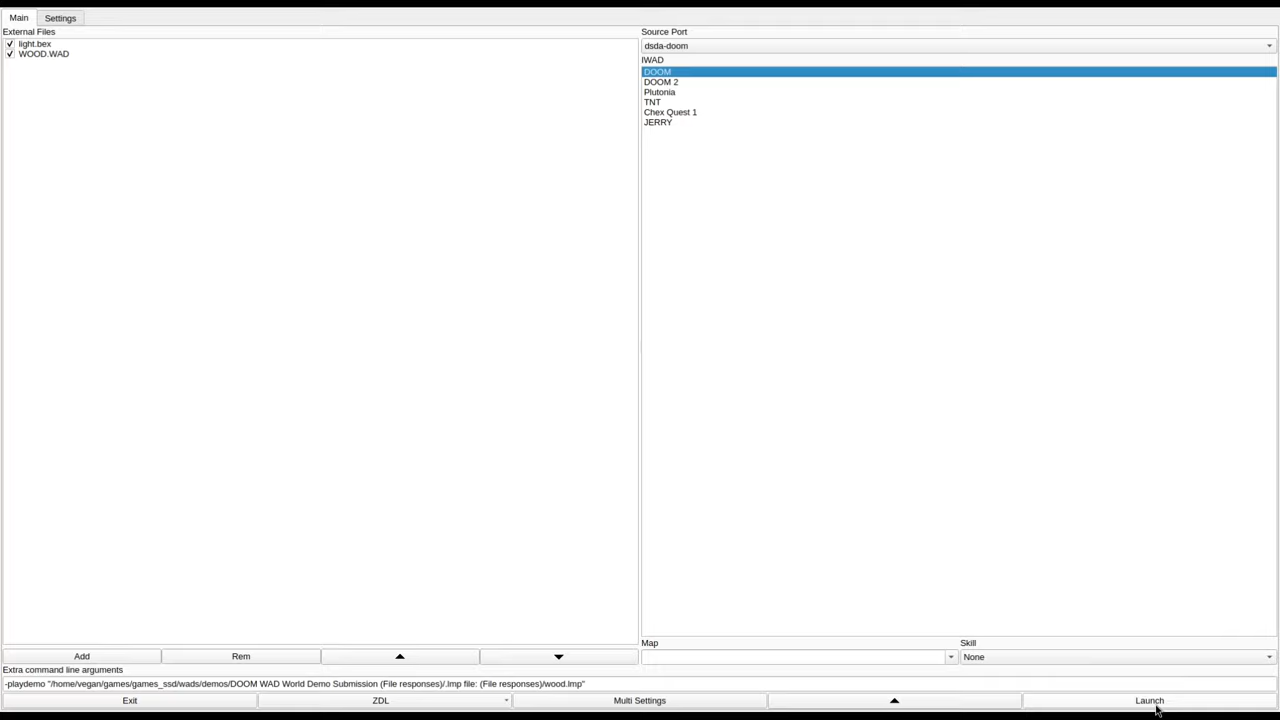 Main Settings
External Files
light.bex
WOOD.WAD
Source Port
dsda-doom
IWAD
DOOM
DOOM 2
Plutonia
TNT
Chex Quest 1
JERRY
Map Skill
None
Add Rem
Extra command line arguments
-playdemo "/home/vegan/games/games_ssd/wads/demos/DOOM WAD World Demo Submission (File responses)/.lmp file: (File responses)/wood.lmp"
Exit ZDL Multi Settings Launch